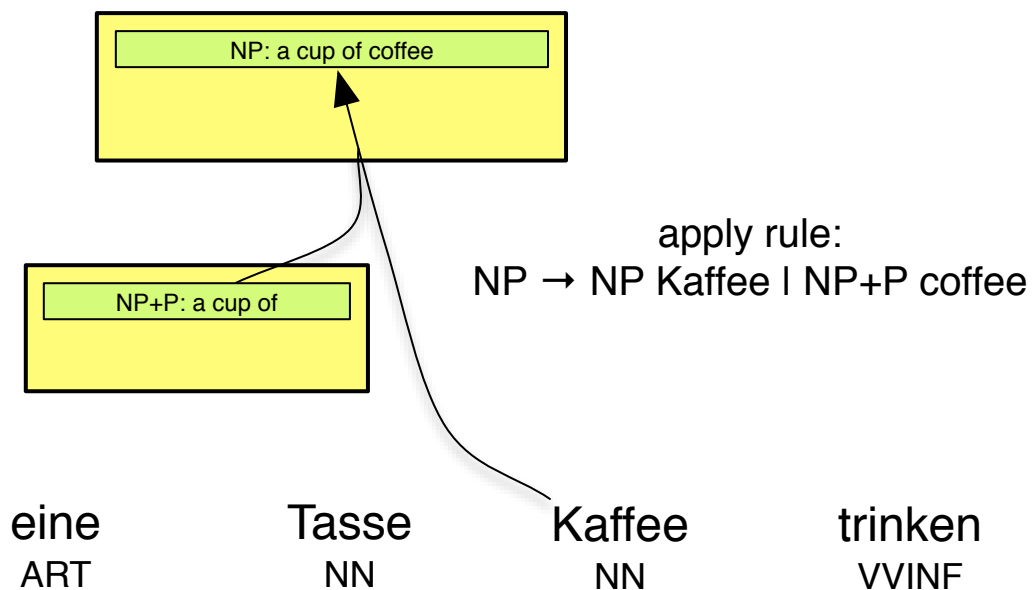 NP: a cup of coffee
apply rule:
NP → NP Kaffee | NP+P coffee
NP+P: a cup of
eine Tasse Kaffee trinken
ART NN NN VVINF